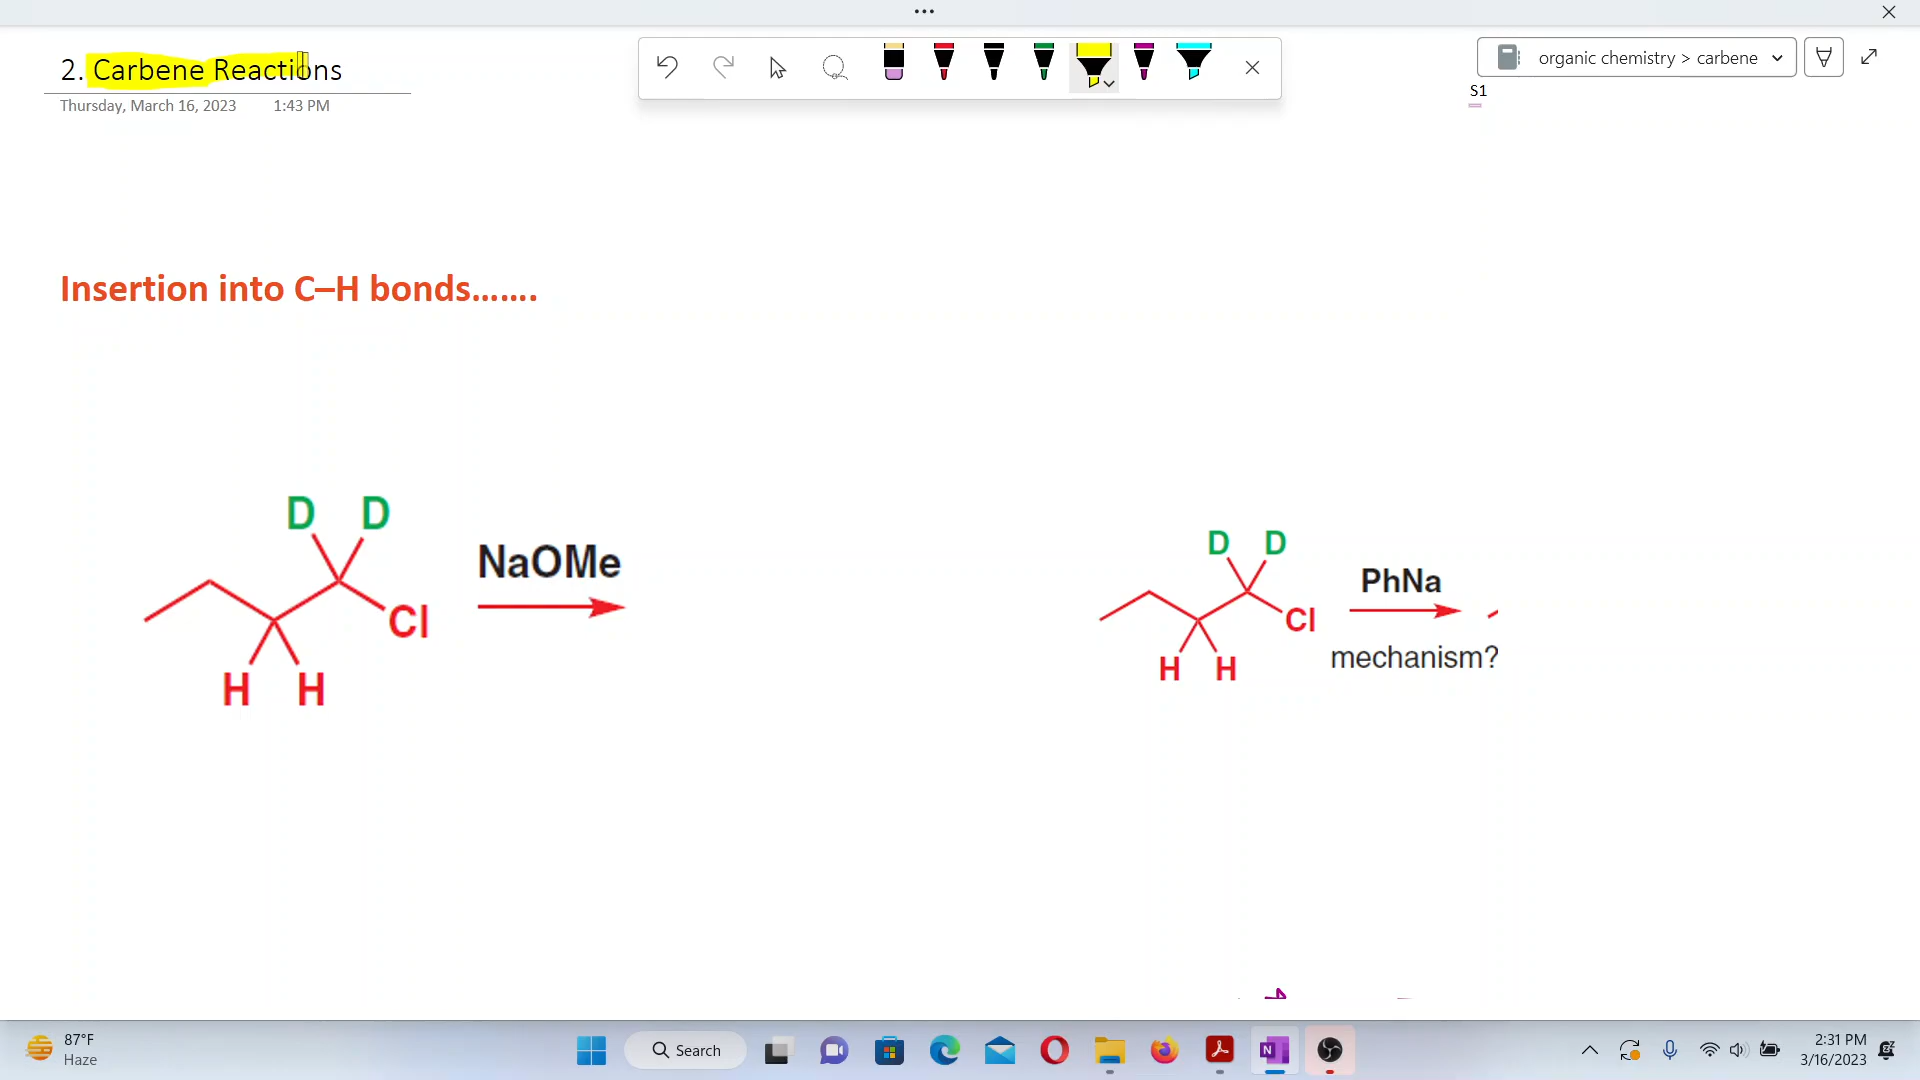 2. Carbene Reactions
Thursday, March 16, 2023 1:43 PM
organic chemistry > carbene
S1
Insertion into C–H bonds.......
D D
NaOMe
Cl
H H
D D
PhNa
Cl
mechanism?
H H
87°F
Haze
Search
2:31 PM
3/16/2023